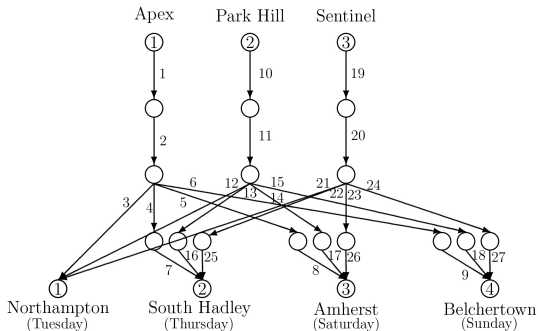 Apex Park Hill Sentinel
1 2 3
1 10 19
2 11 20
3 4 5 6 12 13 14 15 21 22 23 24
7 16 25 8 17 26 9 18 27
1 2 3 4
Northampton South Hadley Amherst Belchertown
(Tuesday) (Thursday) (Saturday) (Sunday)